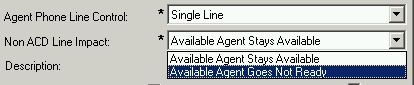 Agent Phone Line Control: * Single Line
Non ACD Line Impact: * Available Agent Stays Available
Available Agent Stays Available
Description: Available Agent Goes Not Ready